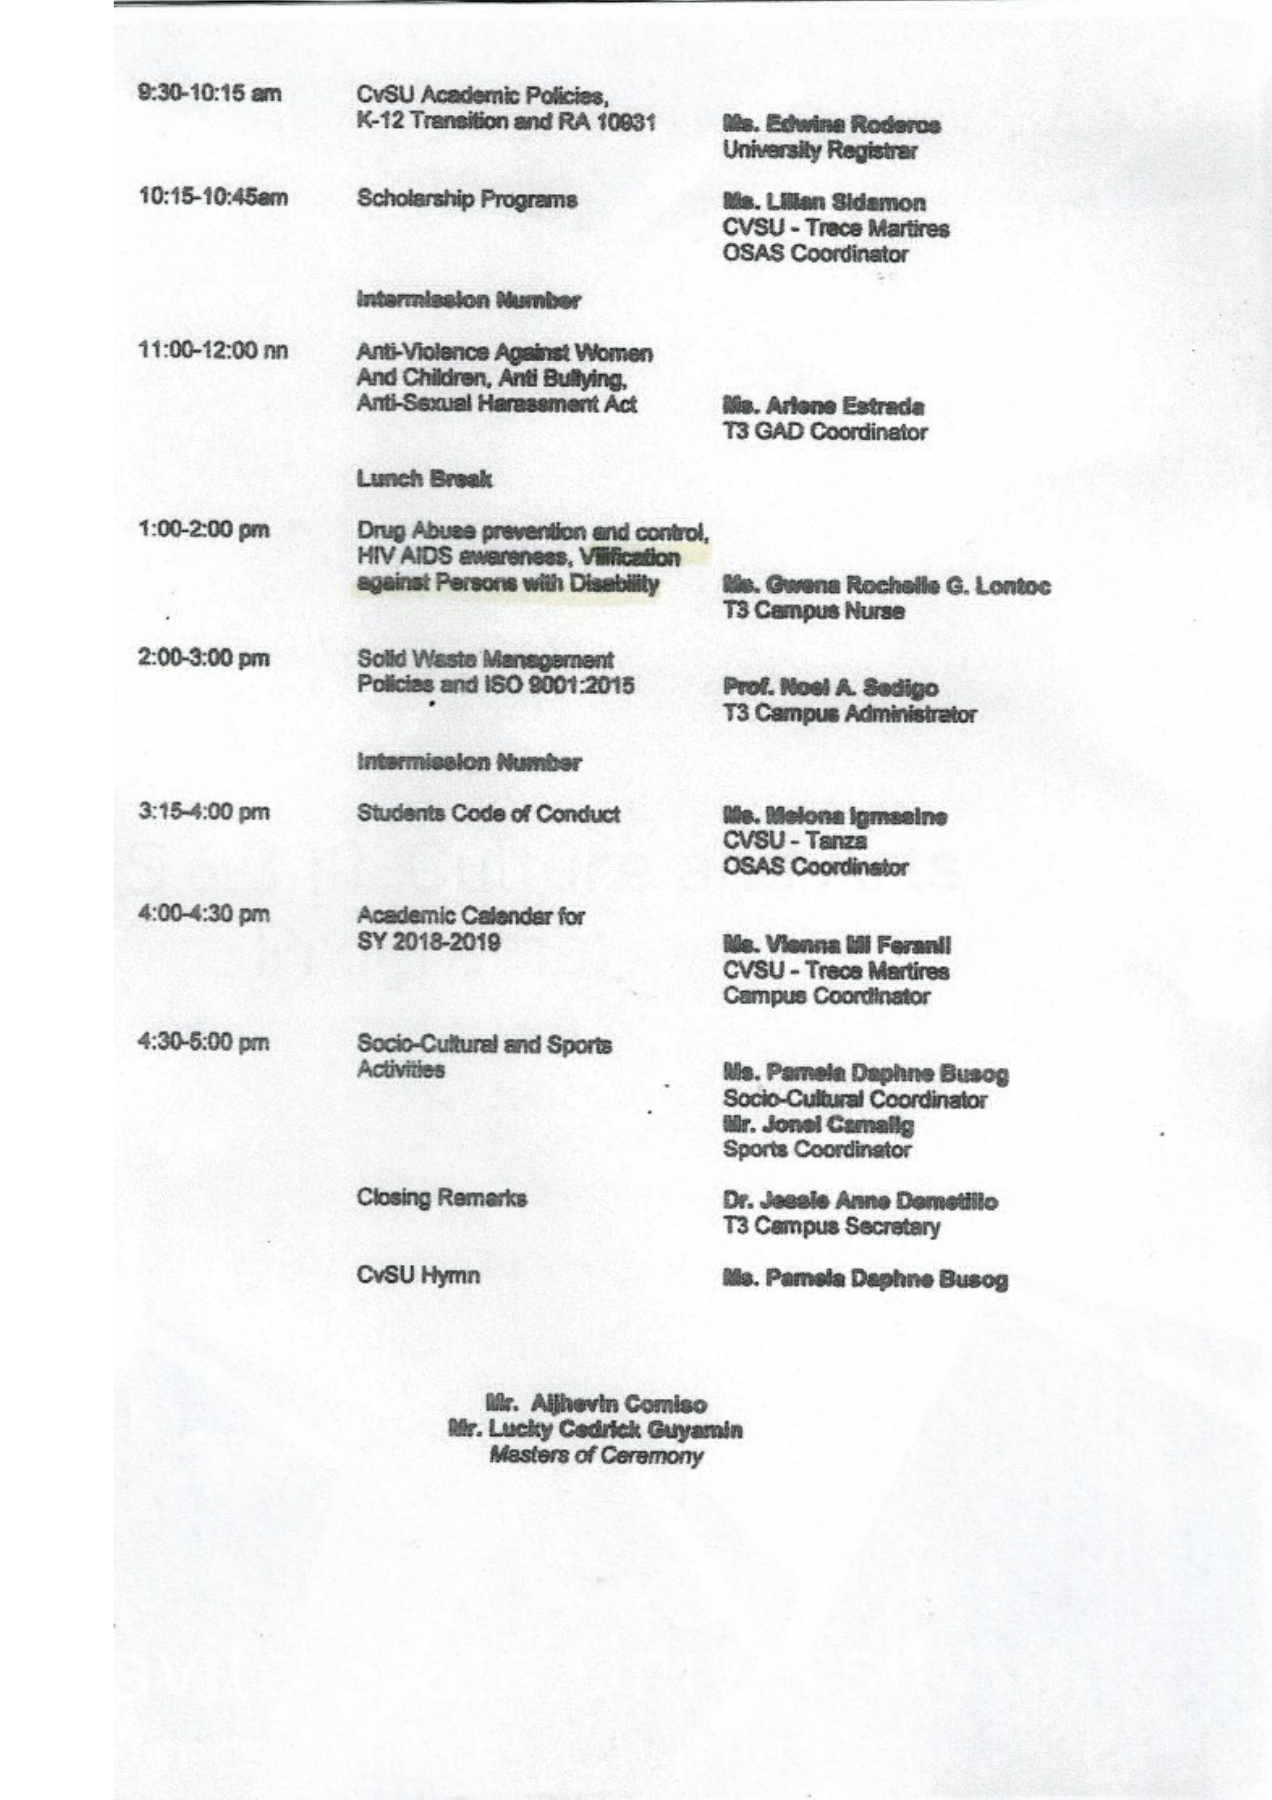 9:30-10:15 am
CvSU Academic Policies,
K-12 Transition and RA 10931
Ms. Edwina Roderos
University Registrar
10:15-10:45am
Scholarship Programs
Ms. Lilian Sidamon
CVSU - Trece Martires
OSAS Coordinator
Intermission Number
11:00-12:00 nn
Anti-Violence Against Women
And Children, Anti Bullying,
Anti-Sexual Harassment Act
Ms. Arlene Estrada
T3 GAD Coordinator
Lunch Break
1:00-2:00 pm
Drug Abuse prevention and control,
HIV AIDS awareness, Vilification
against Persons with Disability
Ms. Gwena Rochelle G. Lontoc
T3 Campus Nurse
2:00-3:00 pm
Solid Waste Management
Policies and ISO 9001:2015
Prof. Noel A. Sedigo
T3 Campus Administrator
Intermission Number
3:15-4:00 pm
Students Code of Conduct
Ms. Melona Igmasine
CVSU - Tanza
OSAS Coordinator
4:00-4:30 pm
Academic Calendar for
SY 2018-2019
Ms. Vienna Mi Feranil
CVSU - Trece Martires
Campus Coordinator
4:30-5:00 pm
Socio-Cultural and Sports
Activities
Ms. Pamela Daphne Busog
Socio-Cultural Coordinator
Mr. Jonel Camalig
Sports Coordinator
Closing Remarks
Dr. Jessie Anne Demetillo
T3 Campus Secretary
CvSU Hymn
Ms. Pamela Daphne Busog
Mr. Aijhevin Comiso
Mr. Lucky Cedrick Guyamin
Masters of Ceremony